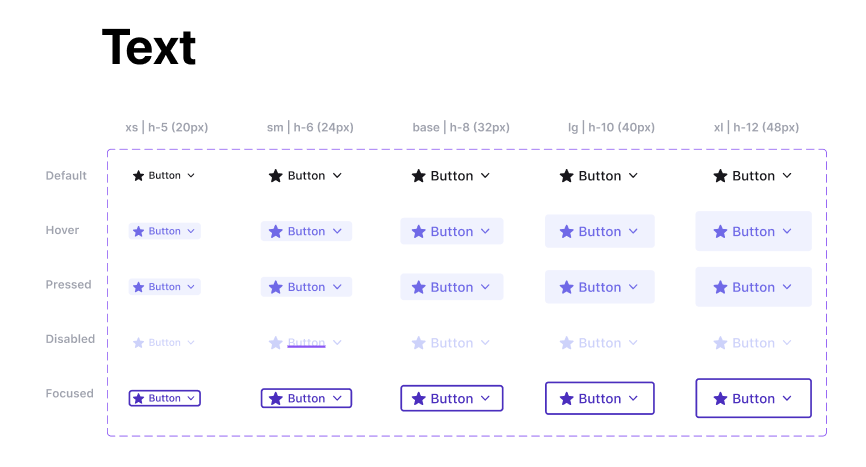 Text
xs | h-5 (20px) sm | h-6 (24px) base | h-8 (32px) lg | h-10 (40px) xl | h-12 (48px)
Default Button Button Button Button Button
Hover Button Button Button Button Button
Pressed Button Button Button Button Button
Disabled Button Button Button Button Button
Focused Button Button Button Button Button